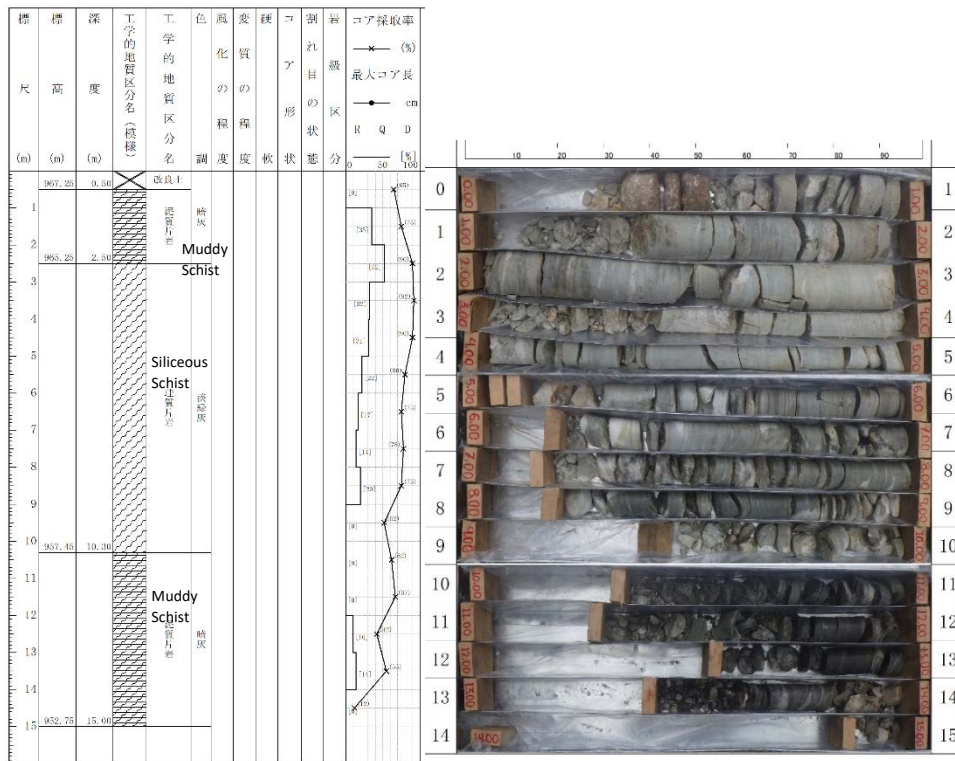 標尺(m)
標高(m)
深度(m)
工学的地質区分名(模様)
工学的地質区分名
色調
風化の程度
変質の程度
硬軟
コア形状
割れ目の状態
岩級区分
コア採取率
(%)
最大コア長
cm
R Q D
[%]
0 50 100
967.25 0.50 改良土
泥質片岩
暗灰
Muddy
Schist
965.25 2.50
Siliceous
Schist
珪質片岩
淡緑灰
957.45 10.30
Muddy
Schist
泥質片岩
暗灰
952.75 15.00
1
2
3
4
5
6
7
8
9
10
11
12
13
14
15
10 20 30 40 50 60 70 80 90
0 0.00 1.00 1
1 1.00 2.00 2
2 2.00 3.00 3
3 3.00 4.00 4
4 4.00 5.00 5
5 5.00 6.00 6
6 6.00 7.00 7
7 7.00 8.00 8
8 8.00 9.00 9
9 9.00 10.00 10
10 10.00 11.00 11
11 11.00 12.00 12
12 12.00 13.00 13
13 13.00 14.00 14
14 14.00 15.00 15